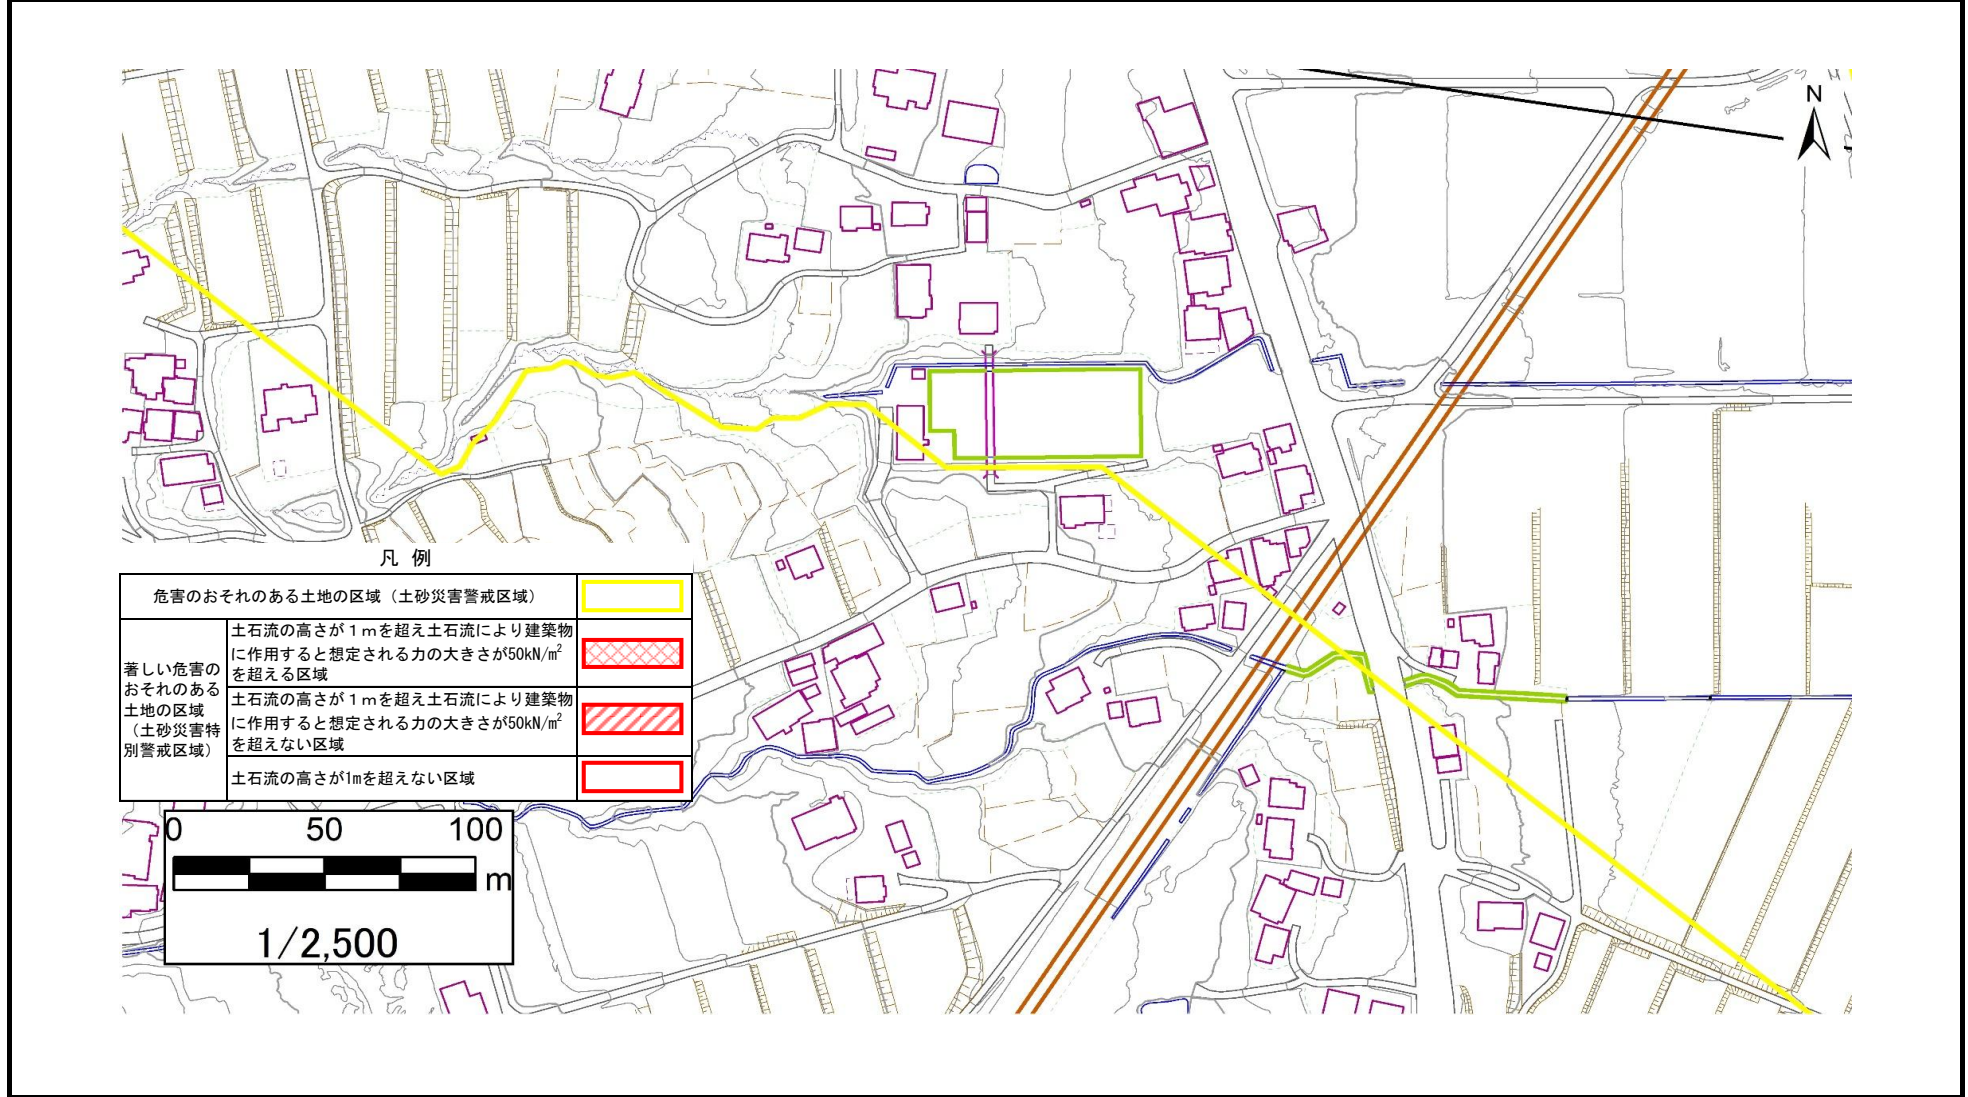 N
凡 例
危害のおそれのある土地の区域（土砂災害警戒区域）
著しい危害の
おそれのある
土地の区域
（土砂災害特
別警戒区域）
土石流の高さが１ｍを超え土石流により建築物
に作用すると想定される力の大きさが50kN/㎡
を超える区域
土石流の高さが１ｍを超え土石流により建築物
に作用すると想定される力の大きさが50kN/㎡
を超えない区域
土石流の高さが1mを超えない区域
0 50 100
m
1/2,500